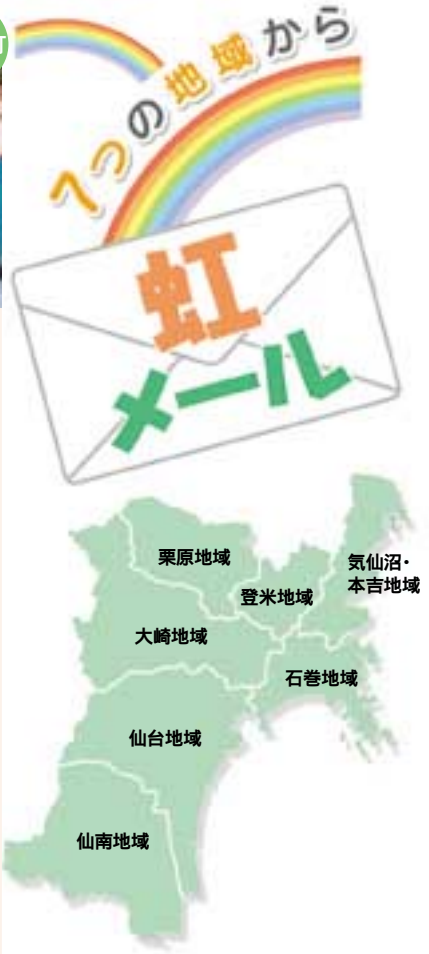 7つの地域から
虹
メール
栗原地域
気仙沼・
本吉地域
登米地域
大崎地域
石巻地域
仙台地域
仙南地域